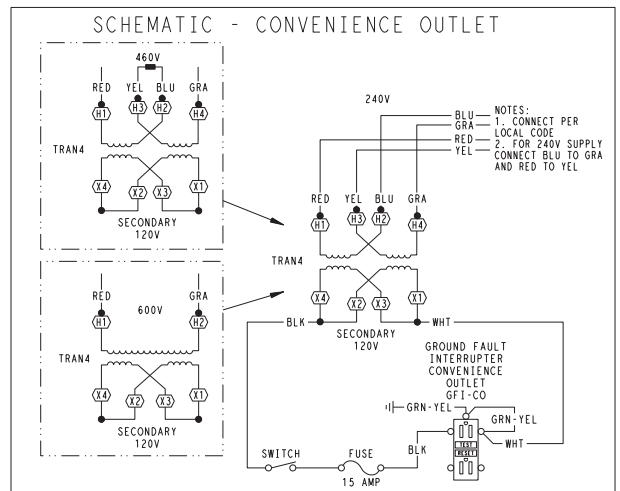 SCHEMATIC - CONVENIENCE OUTLET
460V
RED YEL BLU GRA
H1 H3 H2 H4
TRAN4
X4 X2 X3 X1
SECONDARY
120V
RED GRA
600V
H1 H2
TRAN4
X4 X2 X3 X1
SECONDARY
120V
240V
BLU
GRA
RED
YEL
NOTES:
1. CONNECT PER
LOCAL CODE
2. FOR 240V SUPPLY
CONNECT BLU TO GRA
AND RED TO YEL
RED YEL BLU GRA
H1 H3 H2 H4
TRAN4
X4 X2 X3 X1
BLK WHT
SECONDARY
120V
GROUND FAULT
INTERRUPTER
CONVENIENCE
OUTLET
GFI-CO
GRN-YEL
GRN-YEL
WHT
TEST
RESET
BLK
SWITCH
FUSE
15 AMP